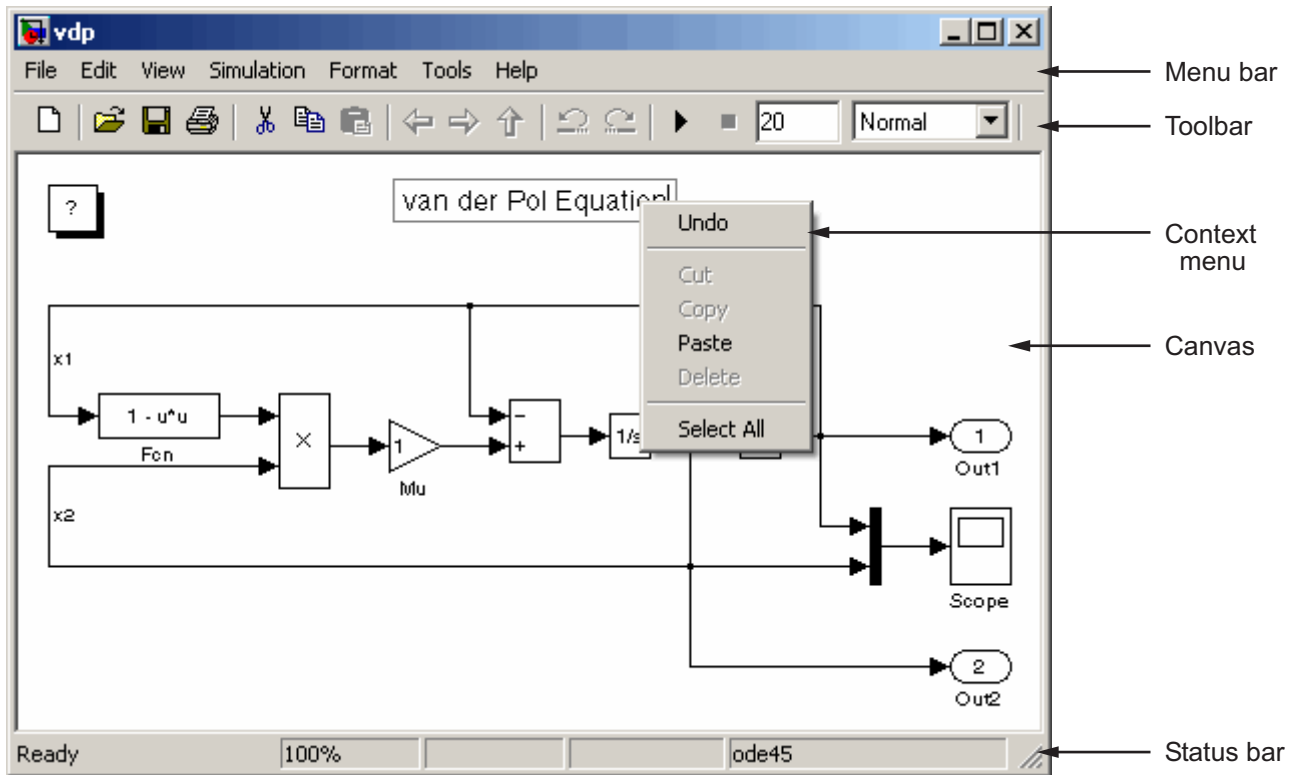 vdp
File Edit View Simulation Format Tools Help
Menu bar
20 Normal
Toolbar
?
van der Pol Equation
Undo
Context menu
Cut
Copy
Paste
Delete
Select All
Canvas
x1
1 - u*u
Fcn
×
1
Mu
−
+
1/s
1
Out1
x2
Scope
2
Out2
Ready 100% ode45
Status bar